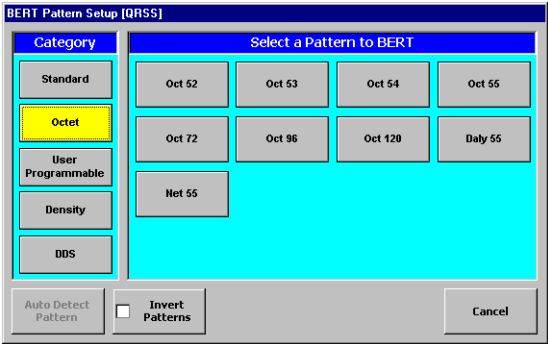 BERT Pattern Setup [QRSS]
Category
Select a Pattern to BERT
Standard
Octet
User
Programmable
Density
DDS
Oct 52
Oct 53
Oct 54
Oct 55
Oct 72
Oct 96
Oct 120
Daly 55
Net 55
Auto Detect
Pattern
Invert
Patterns
Cancel